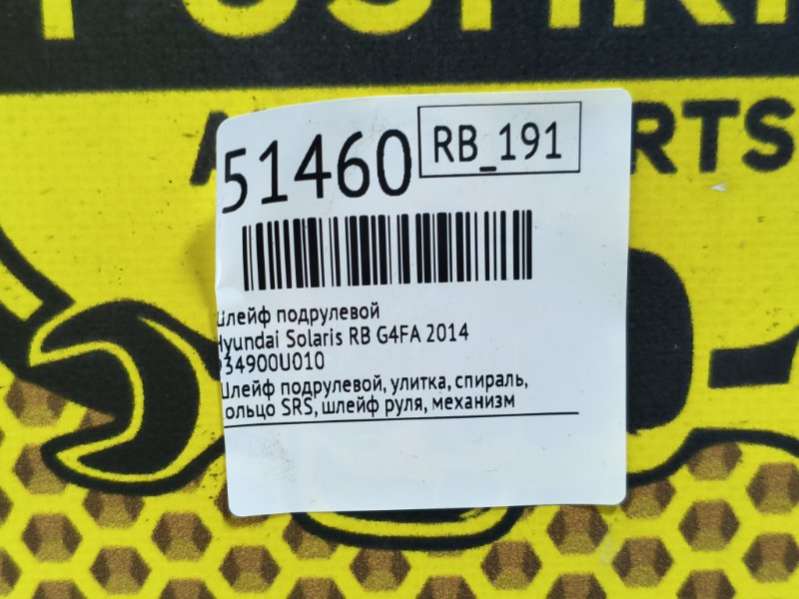 51460
RB_191
Шлейф подрулевой
Hyundai Solaris RB G4FA 2014
934900U010
Шлейф подрулевой, улитка, спираль,
кольцо SRS, шлейф руля, механизм